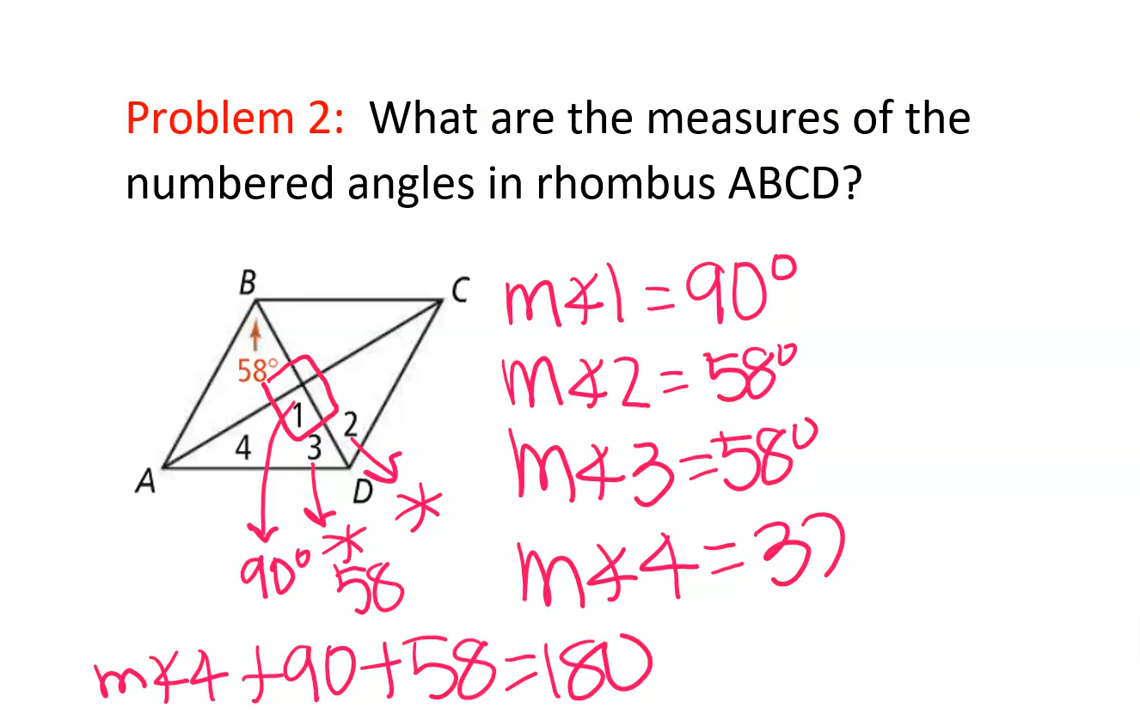 Problem 2: What are the measures of the
numbered angles in rhombus ABCD?
B
C
58°
1
2
4
3
A
D
90°
58
m∡1 = 90°
m∡2 = 58°
m∡3 = 58°
m∡4 = 32
m∡4 + 90 + 58 = 180